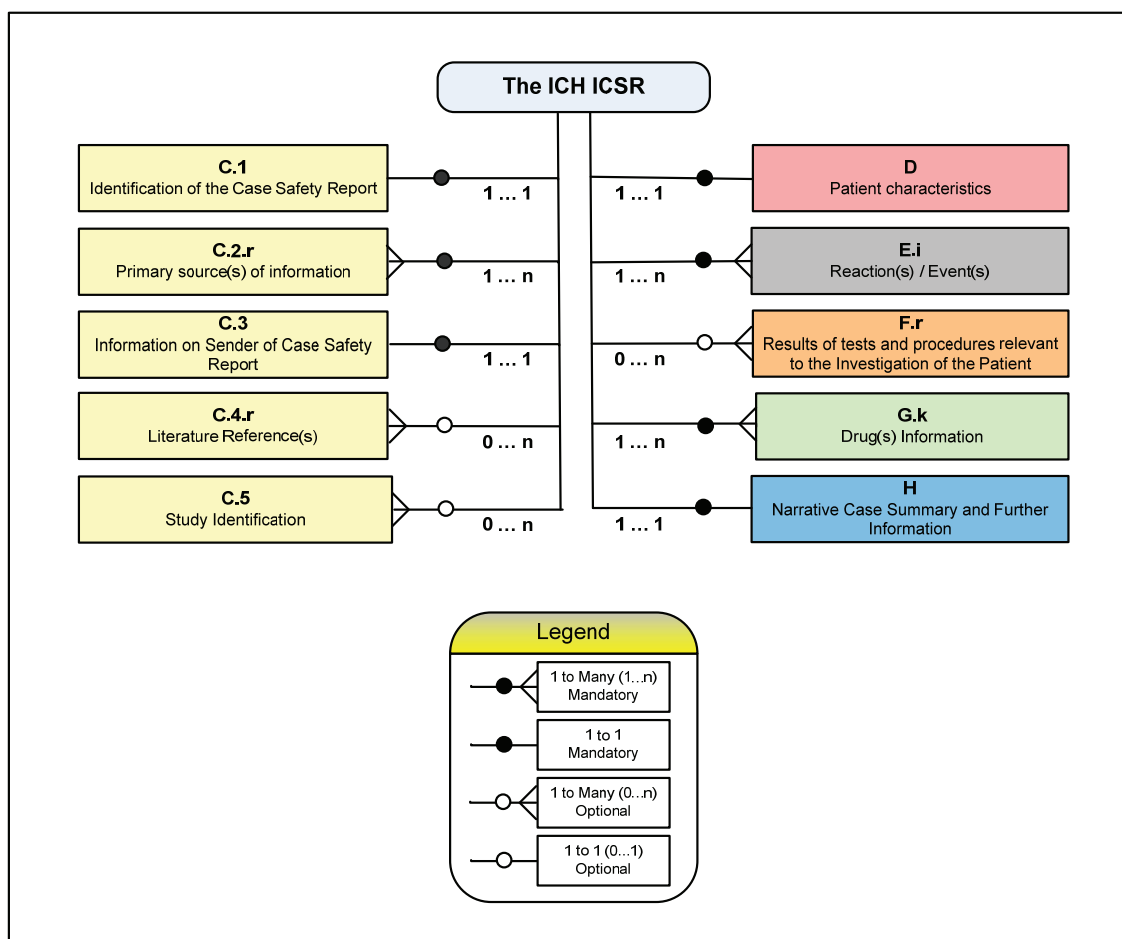 The ICH ICSR
C.1
Identification of the Case Safety Report
1 ... 1
C.2.r
Primary source(s) of information
1 ... n
C.3
Information on Sender of Case Safety
Report
1 ... 1
C.4.r
Literature Reference(s)
0 ... n
C.5
Study Identification
0 ... n
1 ... 1
D
Patient characteristics
1 ... n
E.i
Reaction(s) / Event(s)
0 ... n
F.r
Results of tests and procedures relevant
to the Investigation of the Patient
1 ... n
G.k
Drug(s) Information
1 ... 1
H
Narrative Case Summary and Further
Information
Legend
1 to Many (1...n)
Mandatory
1 to 1
Mandatory
1 to Many (0...n)
Optional
1 to 1 (0...1)
Optional